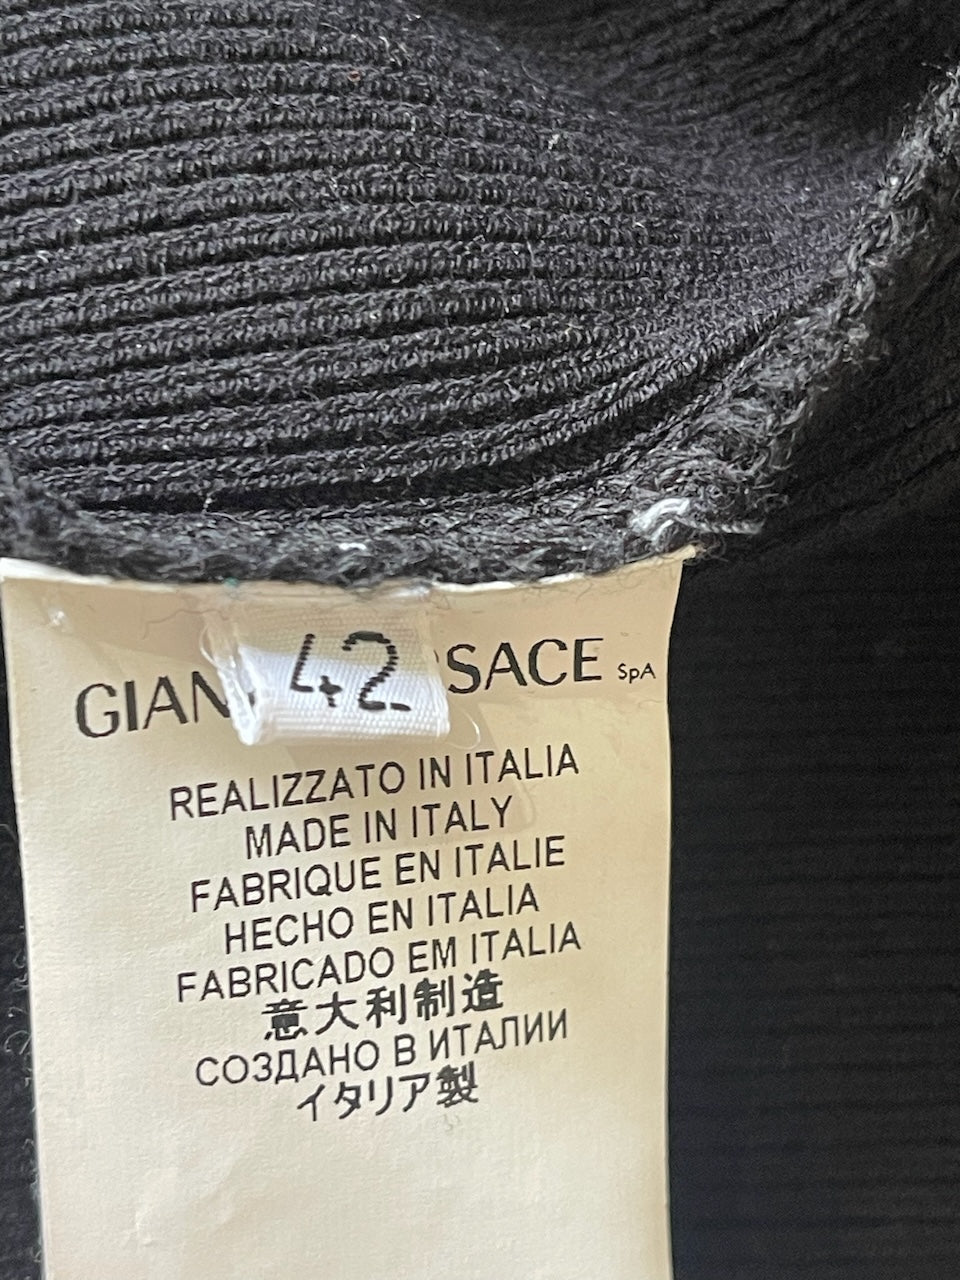 42
GIAN SACE SpA
REALIZZATO IN ITALIA
MADE IN ITALY
FABRIQUE EN ITALIE
HECHO EN ITALIA
FABRICADO EM ITALIA
意大利制造
СОЗДАНО В ИТАЛИИ
イタリア製